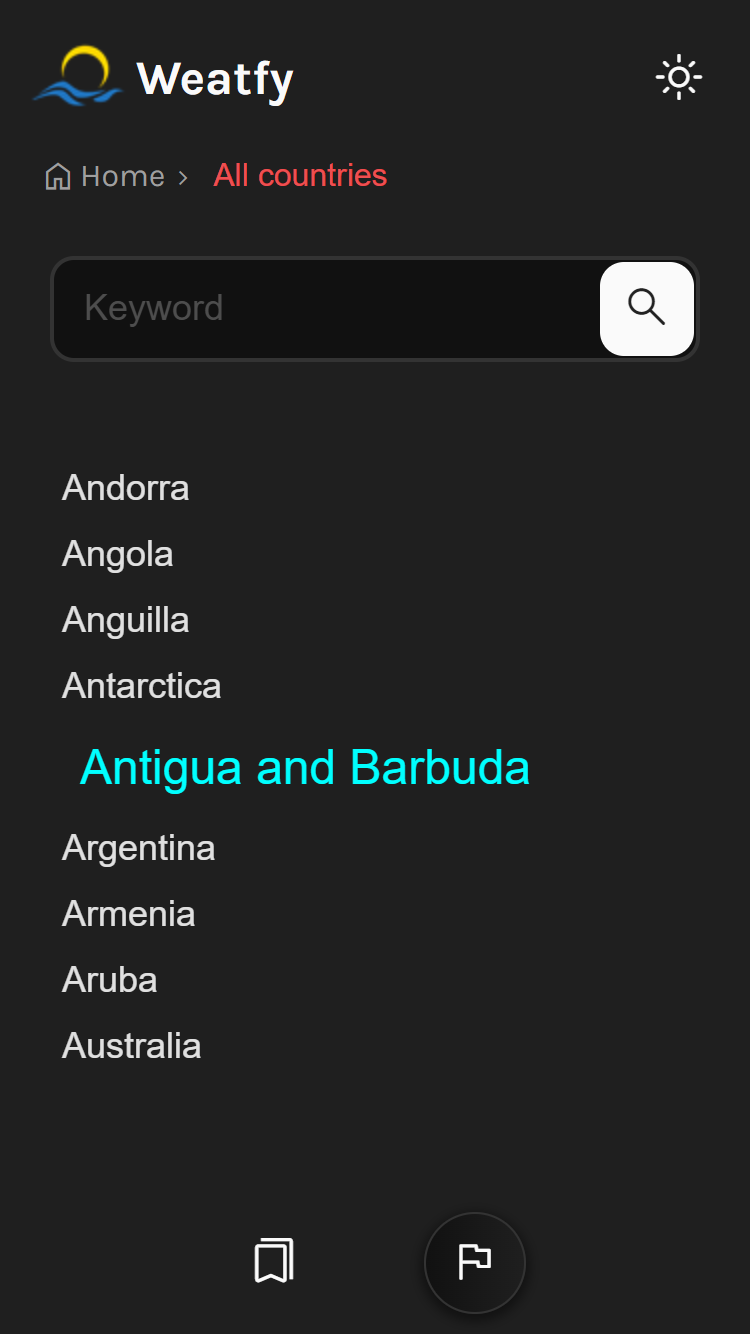 Weatfy
Home › All countries
Keyword
Andorra
Angola
Anguilla
Antarctica
Antigua and Barbuda
Argentina
Armenia
Aruba
Australia